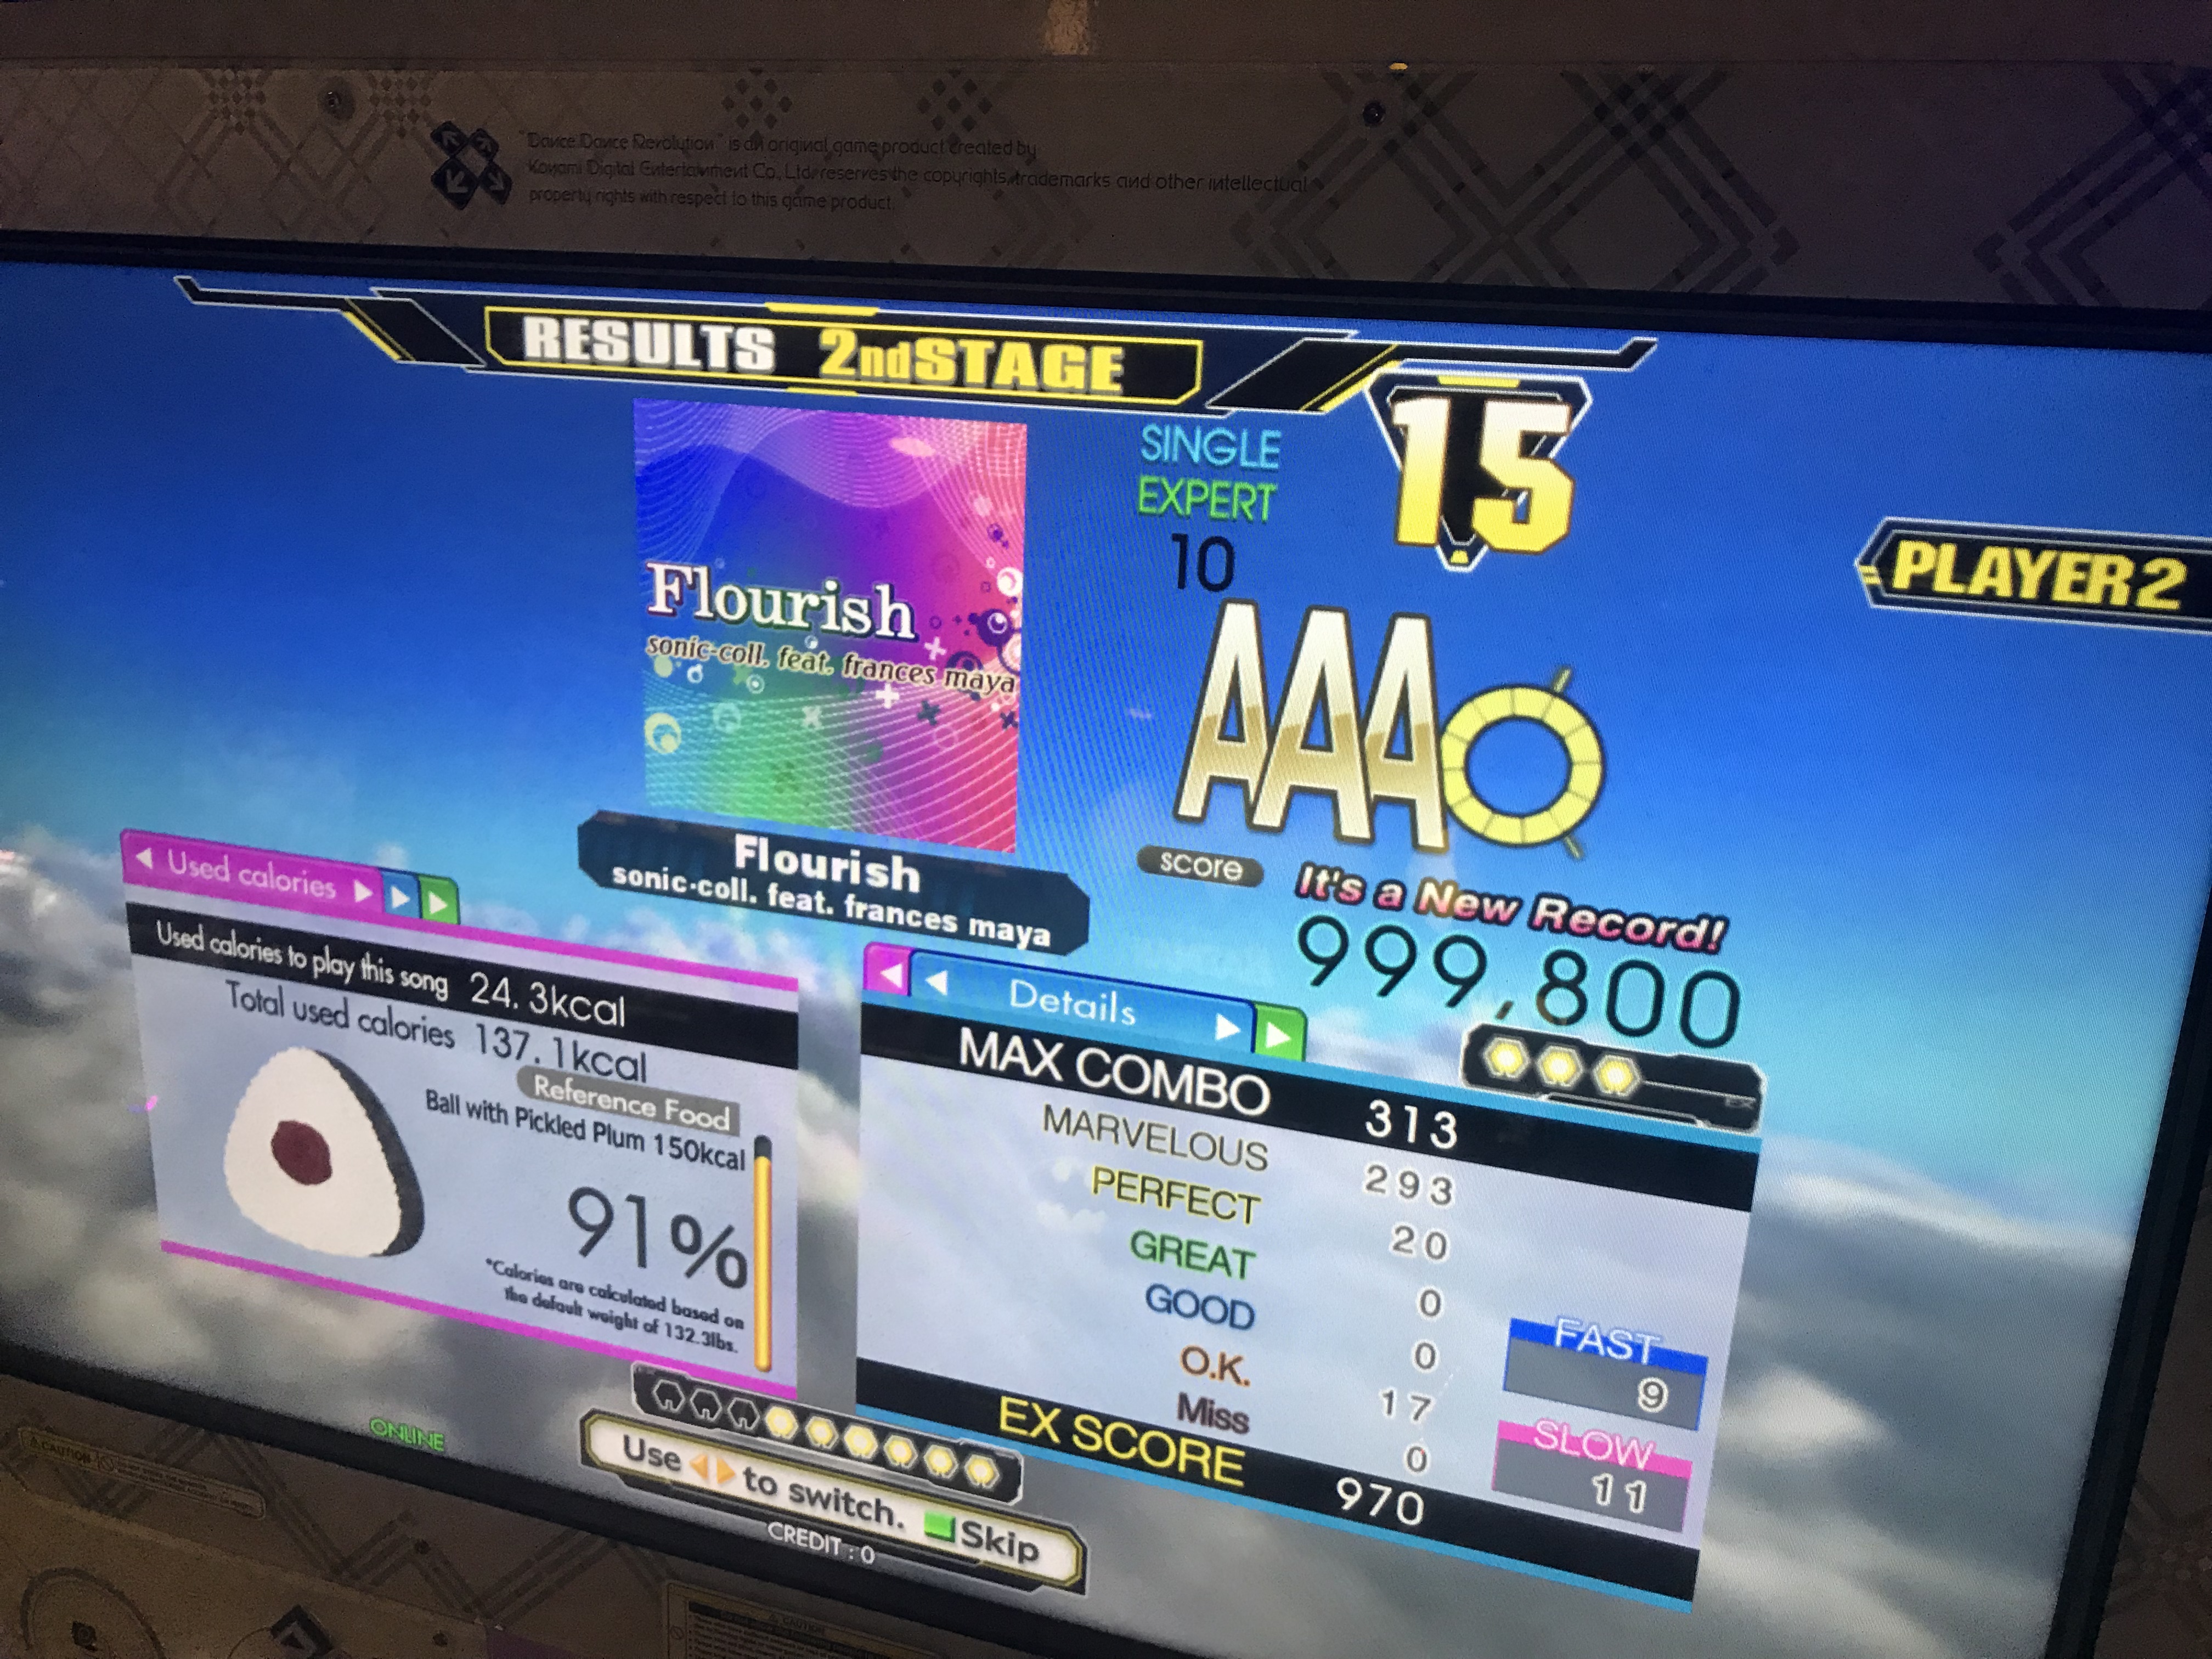 "Dance Dance Revolution" is an original game product created by
Konami Digital Entertainment Co., Ltd. reserves the copyrights, trademarks and other intellectual
property rights with respect to this game product.
RESULTS 2ndSTAGE
15
SINGLE
EXPERT
10
PLAYER2
Flourish
sonic-coll. feat. frances maya
AAA
Flourish
sonic-coll. feat. frances maya
score
It's a New Record!
999,800
Used calories
Used calories to play this song 24.3kcal
Total used calories 137.1kcal
Reference Food
Ball with Pickled Plum 150kcal
91%
*Calories are calculated based on
the default weight of 132.3lbs.
Details
MAX COMBO 313
MARVELOUS 293
PERFECT 20
GREAT 0
GOOD 0
O.K. 17
Miss 0
EX SCORE 970
FAST
9
SLOW
11
ONLINE
Use to switch. Skip
CREDIT : 0
CAUTION